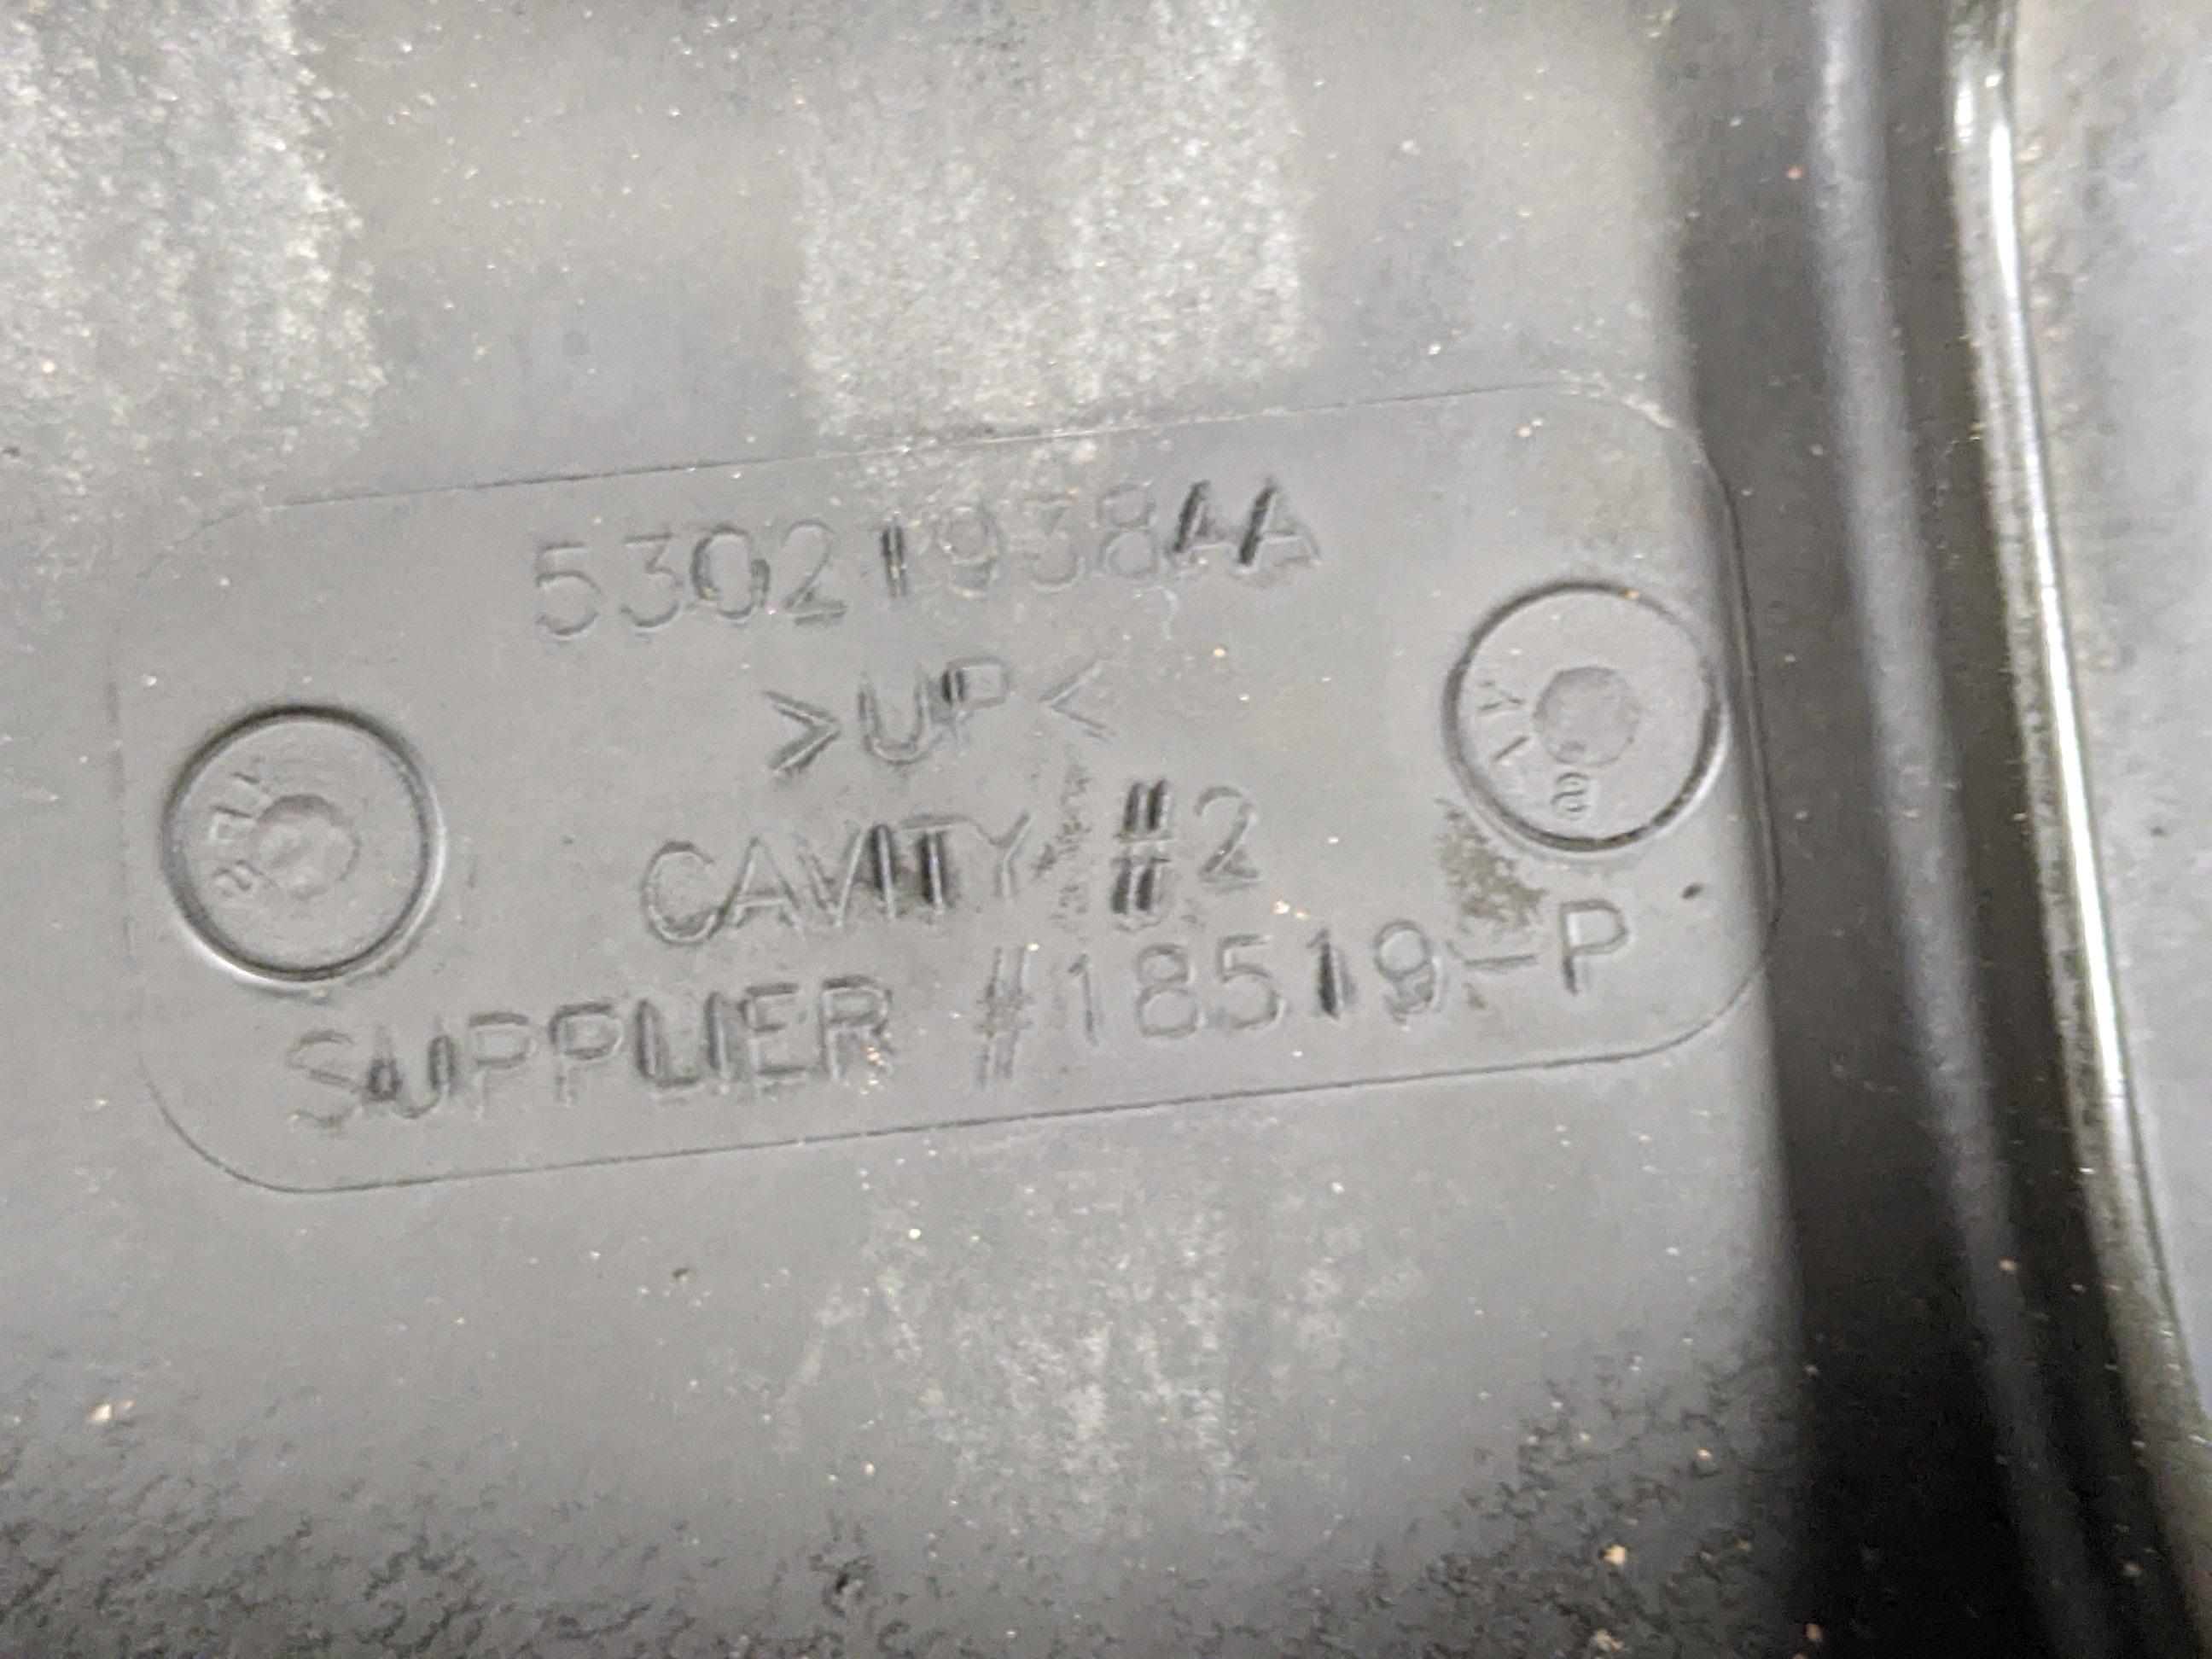 53021938AA
>UP<
CAVITY #2
SUPPLIER #18519-P